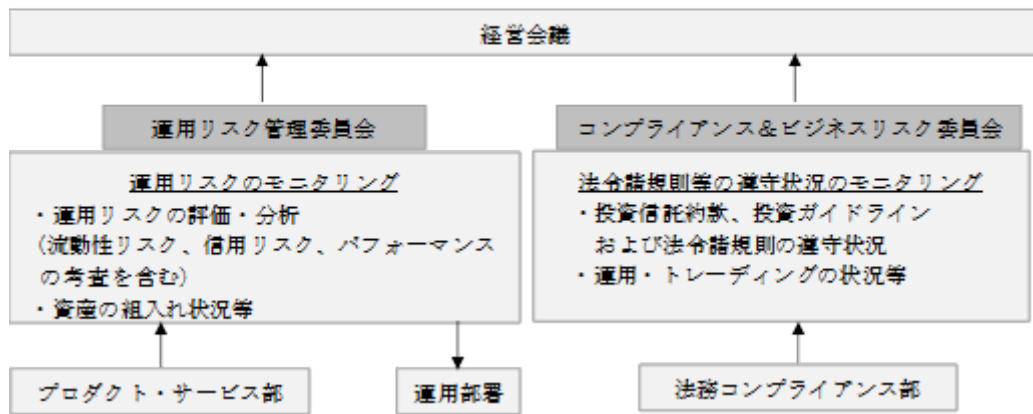 経営会議
運用リスク管理委員会
運用リスクのモニタリング
・運用リスクの評価・分析
(流動性リスク、信用リスク、パフォーマンス
の考査を含む)
・資産の組入れ状況等
コンプライアンス＆ビジネスリスク委員会
法令諸規則等の遵守状況のモニタリング
・投資信託約款、投資ガイドライン
および法令諸規則の遵守状況
・運用・トレーディングの状況等
プロダクト・サービス部
運用部署
法務コンプライアンス部